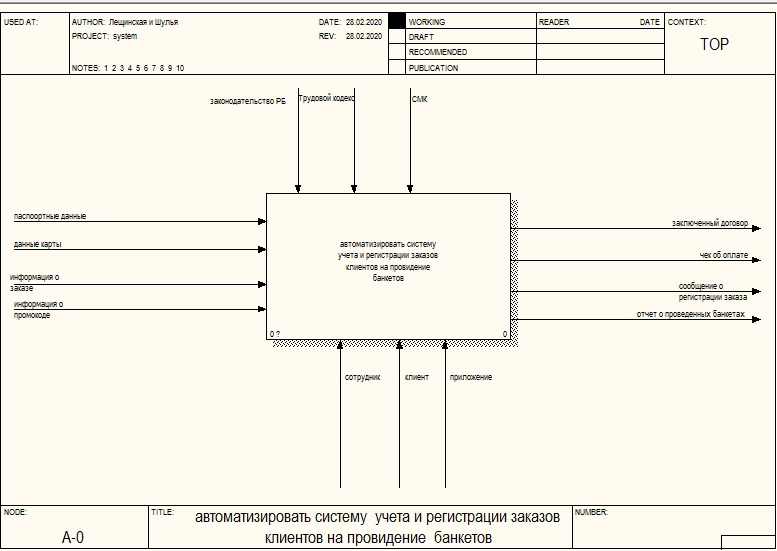 USED AT:
AUTHOR: Лещинская и Шулья
DATE: 28.02.2020
PROJECT: system
REV: 28.02.2020
NOTES: 1 2 3 4 5 6 7 8 9 10
WORKING
DRAFT
RECOMMENDED
PUBLICATION
READER DATE
CONTEXT:
TOP
законодательство РБ
Трудовой кодекс
СМК
паспоортные данные
данные карты
информация о
заказе
информация о
промокоде
автоматизировать систему
учета и регистрации заказов
клиентов на провидение
банкетов
0 ?
0
заключенный договор
чек об оплате
сообщение о
регистрации заказа
отчет о проведенных банкетах
сотрудник
клиент
приложение
NODE:
A-0
TITLE:
автоматизировать систему учета и регистрации заказов
клиентов на провидение банкетов
NUMBER: